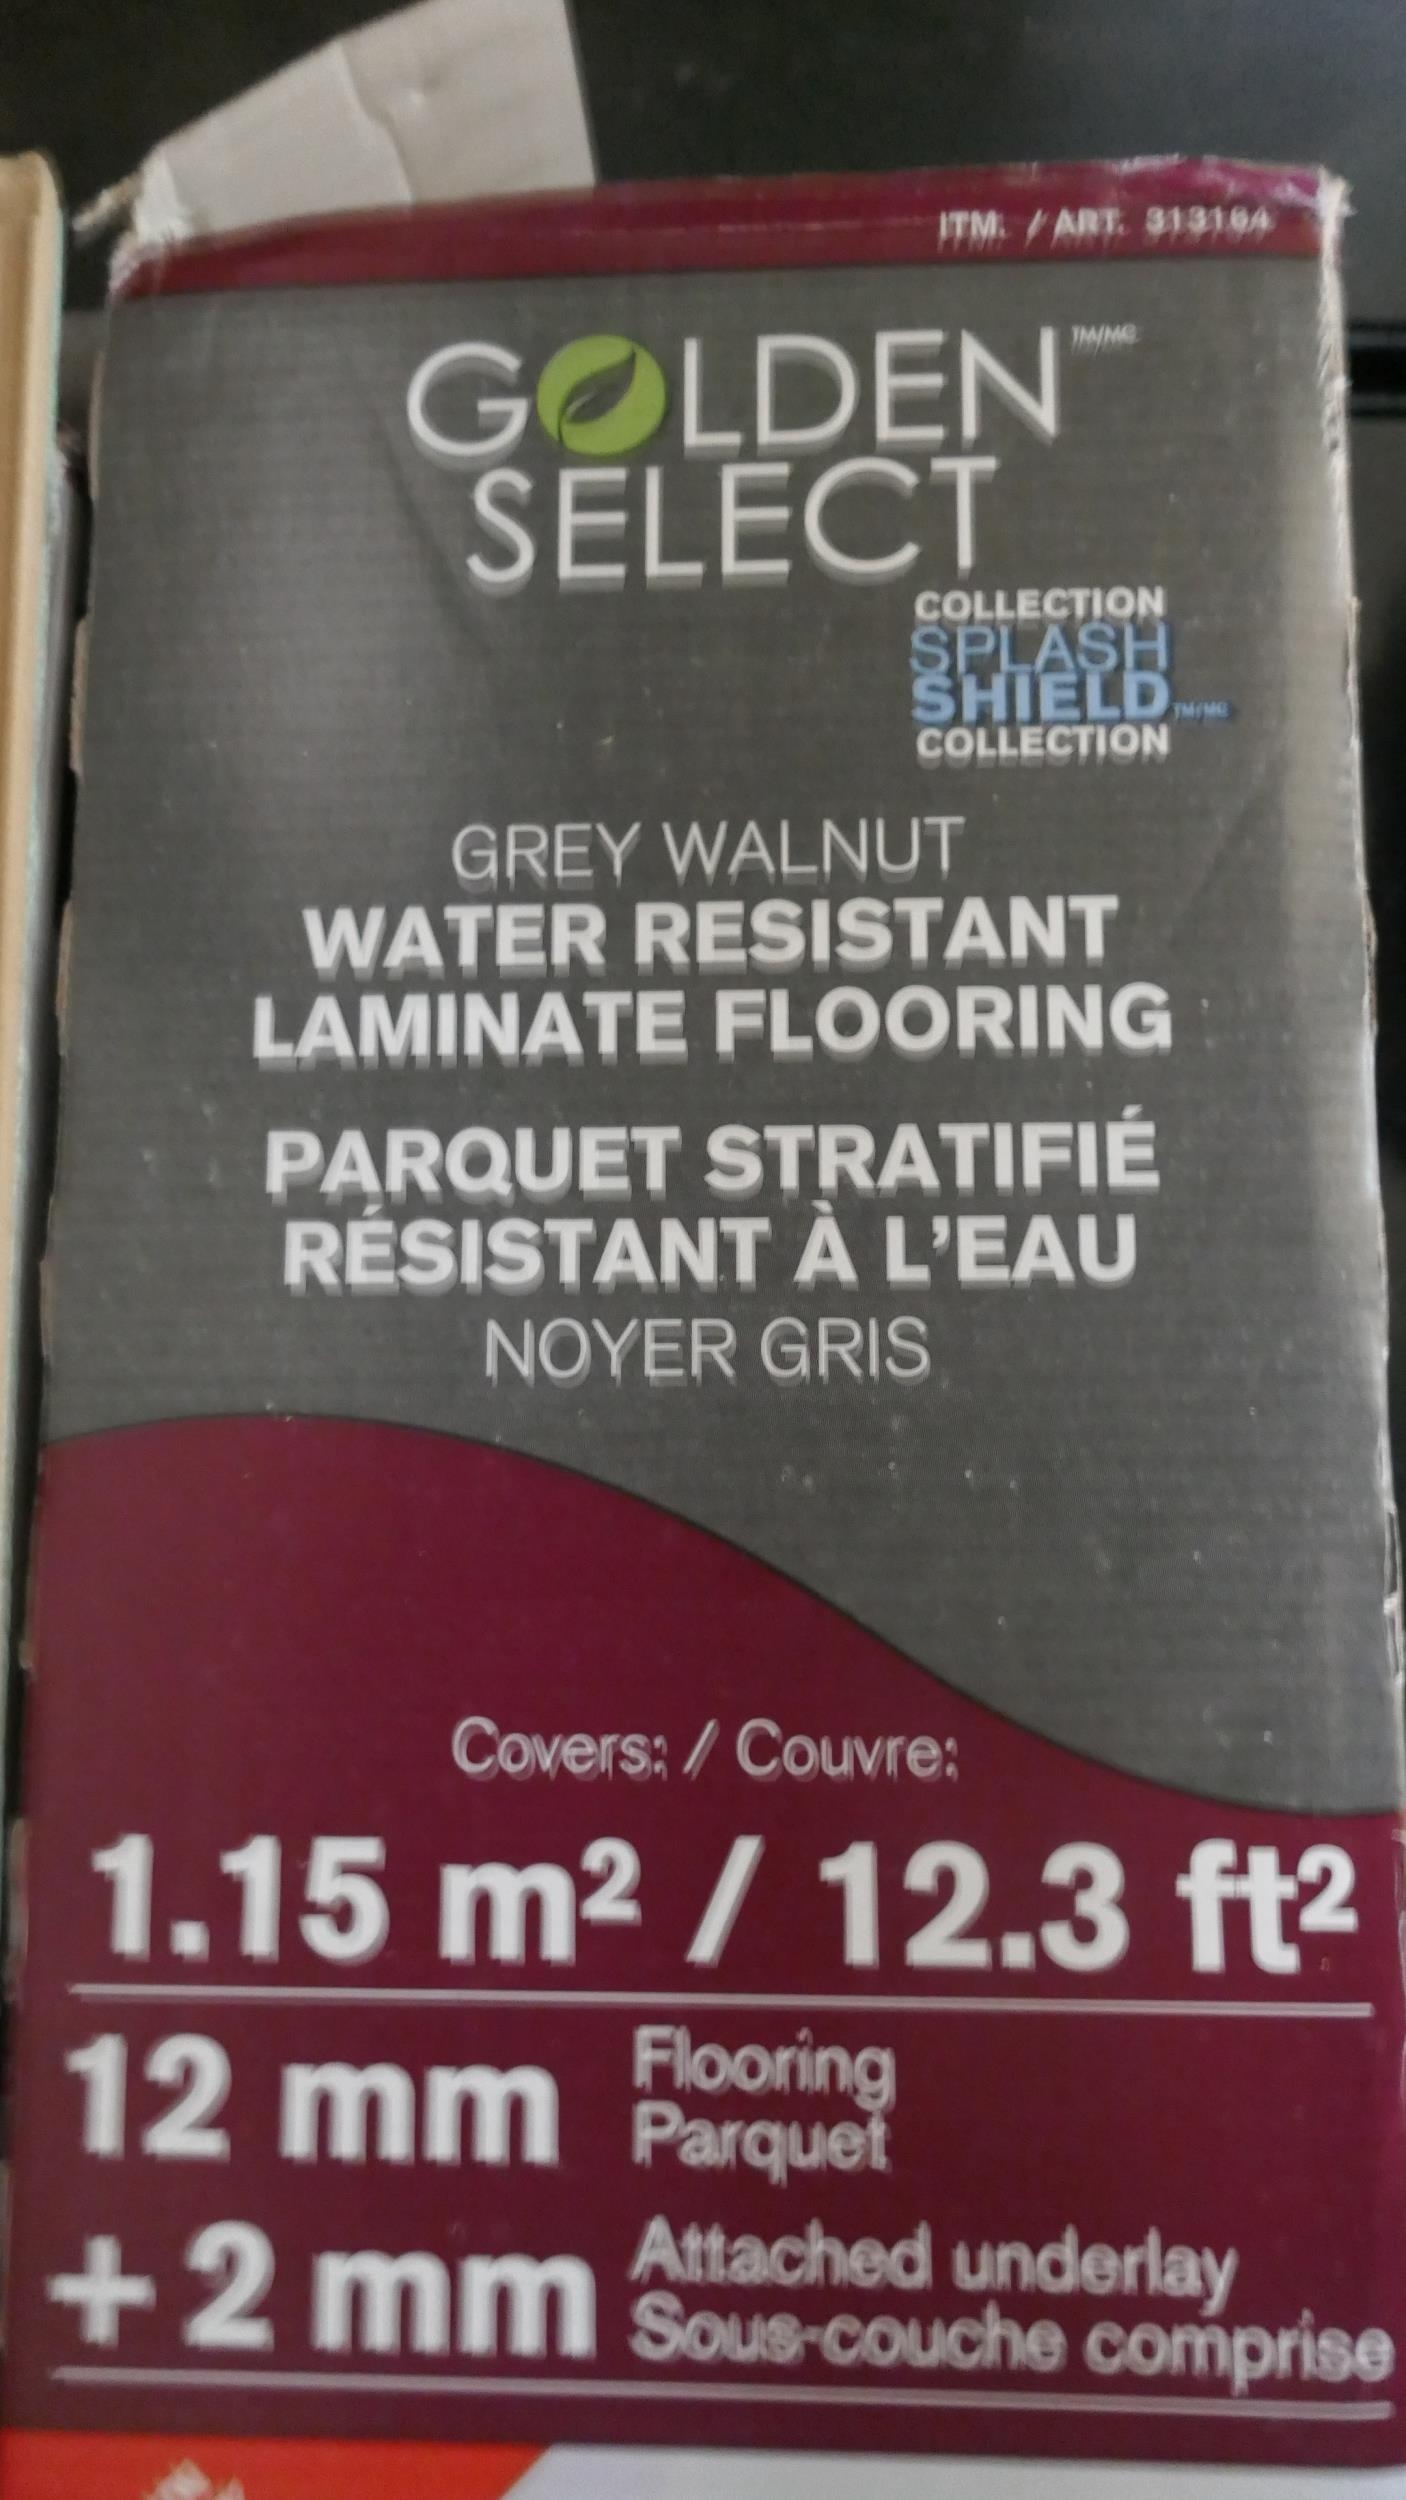 ITM. / ART. 313164
GOLDEN TM/MC
SELECT
COLLECTION
SPLASH
SHIELD TM/MC
COLLECTION
GREY WALNUT
WATER RESISTANT
LAMINATE FLOORING
PARQUET STRATIFIÉ
RÉSISTANT À L'EAU
NOYER GRIS
Covers: / Couvre:
1.15 m² / 12.3 ft²
12 mm Flooring
Parquet
+ 2 mm Attached underlay
Sous-couche comprise